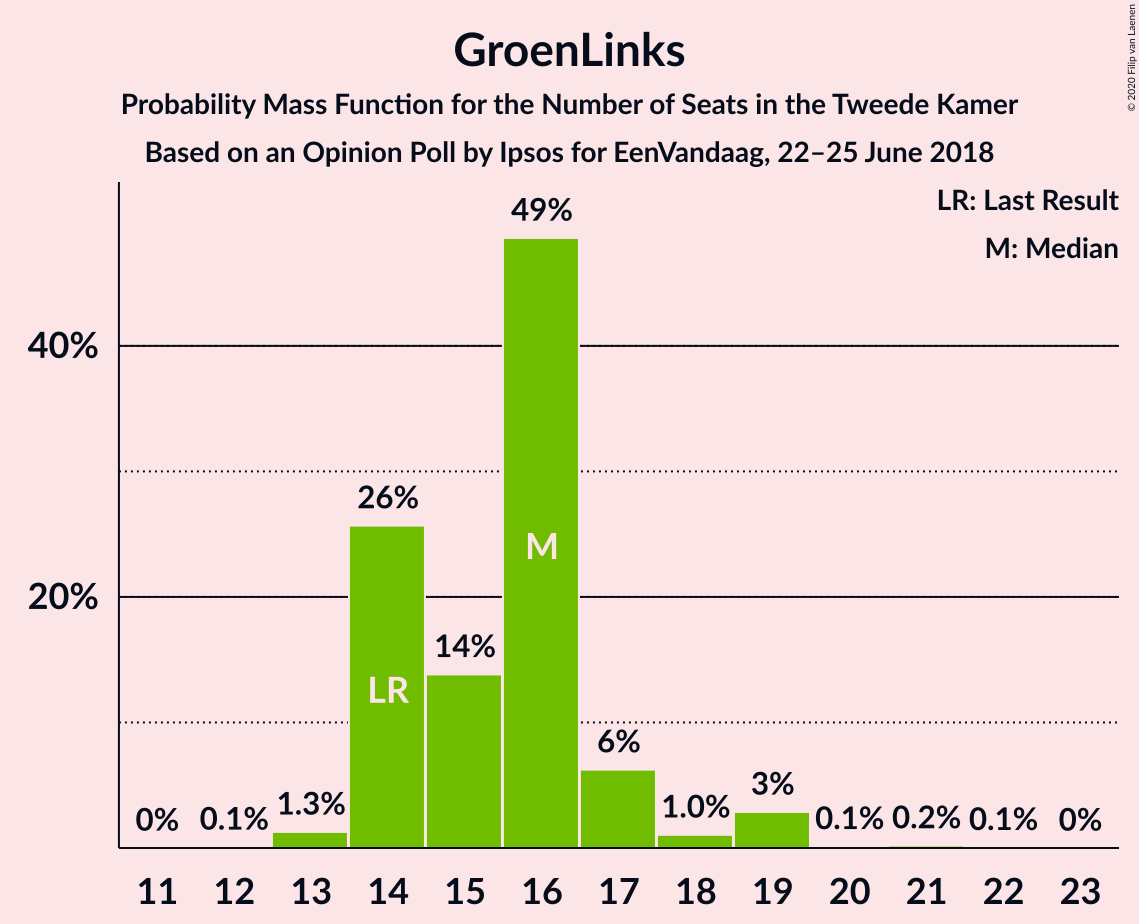 GroenLinks
Probability Mass Function for the Number of Seats in the Tweede Kamer
Based on an Opinion Poll by Ipsos for EenVandaag, 22–25 June 2018
© 2020 Filip van Laenen
LR: Last Result
M: Median
49%
40%
26%
M
20%
14%
LR
6%
3%
1.3%
1.0%
0%
0.1%
0.1%
0.2%
0.1%
0%
11 12 13 14 15 16 17 18 19 20 21 22 23